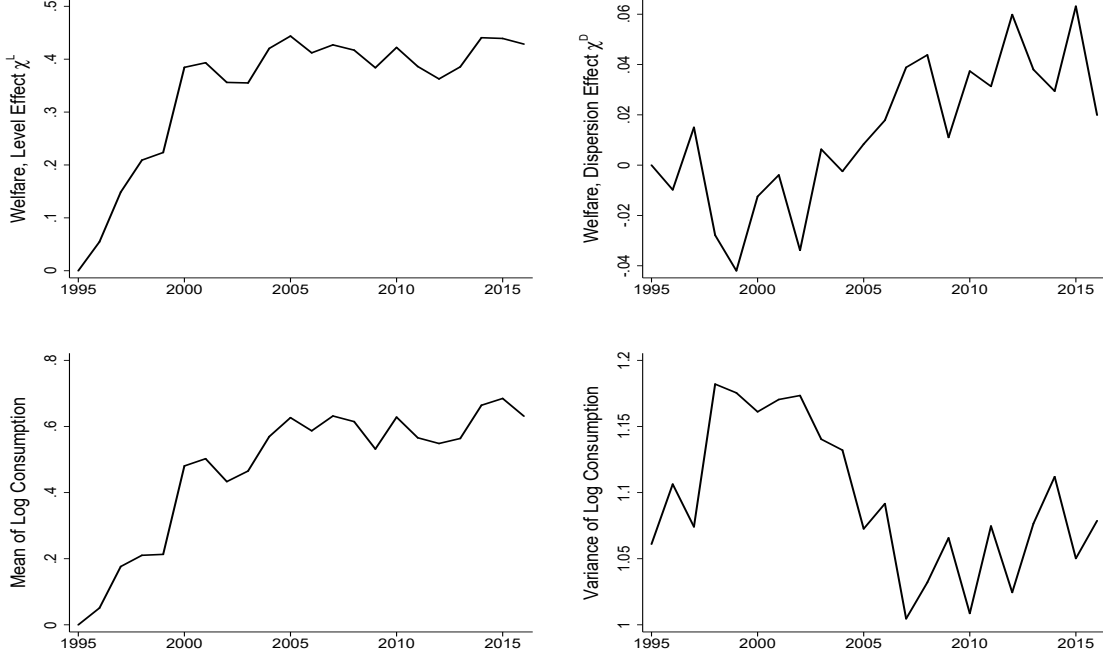 Welfare, Level Effect χL
.5
.4
.3
.2
.1
0
1995 2000 2005 2010 2015
Welfare, Dispersion Effect χD
.06
.04
.02
0
-.02
-.04
1995 2000 2005 2010 2015
Mean of Log Consumption
.8
.6
.4
.2
0
1995 2000 2005 2010 2015
Variance of Log Consumption
1.2
1.15
1.1
1.05
1
1995 2000 2005 2010 2015